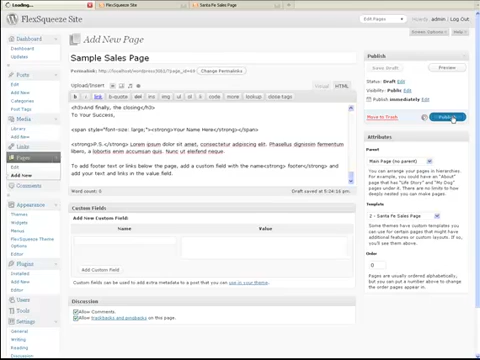 Loading...
FlexSqueeze Site
Santa Fe Sales Page
FlexSqueeze Site
Edit Pages
Howdy, admin
Log Out
Screen Options
Help
Add New Page
Dashboard
Dashboard
Updates
Posts
Edit
Add New
Categories
Post Tags
Media
Library
Add New
Links
Pages
Edit
Add New
Comments
Appearance
Themes
Widgets
Menus
FlexSqueeze Theme
Options
Editor
Plugins
Installed
Add New
Editor
Users
Tools
Settings
General
Writing
Reading
Discussion
Sample Sales Page
Permalink:
Change Permalinks
Upload/Insert
Visual
HTML
b
i
link
b-quote
del
ins
img
ul
ol
li
code
more
lookup
close tags
<h3>And finally, the closing</h3>
To Your Success,
<span style="font-size: large,"><strong>Your Name Here</strong></span>
<strong>P.S.</strong> Lorem ipsum dolor sit amet, consectetur adipiscing elit. Phasellus dignissim fermentum
libero, a lobortis arcu accumsan quis. Nunc ut erat neque.
To add footer text or links below the page, add a custom field with the name<strong> footer</strong> and
add your text and links in the value field.
Word count: 0
Draft saved at 5:04:26 pm.
Custom Fields
Add New Custom Field:
Name
Value
Add Custom Field
Custom fields can be used to add extra metadata to a post that you can use in your theme.
Discussion
Allow Comments.
Allow trackbacks and pingbacks on this page.
Publish
Save Draft
Preview
Status: Draft Edit
Visibility: Public Edit
Publish immediately Edit
Move to Trash
Publish
Attributes
Parent
Main Page (no parent)
You can arrange your pages in hierarchies.
For example, you could have an "About"
page that has "Life Story" and "My Dog"
pages under it. There are no limits to how
deeply nested you can make pages.
Template
2 - Santa Fe Sales Page
Some themes have custom templates you
can use for certain pages that might have
additional features or custom layouts. If so,
you'll see them above.
Order
0
Pages are usually ordered alphabetically,
but you can put a number above to change
the order pages appear in.